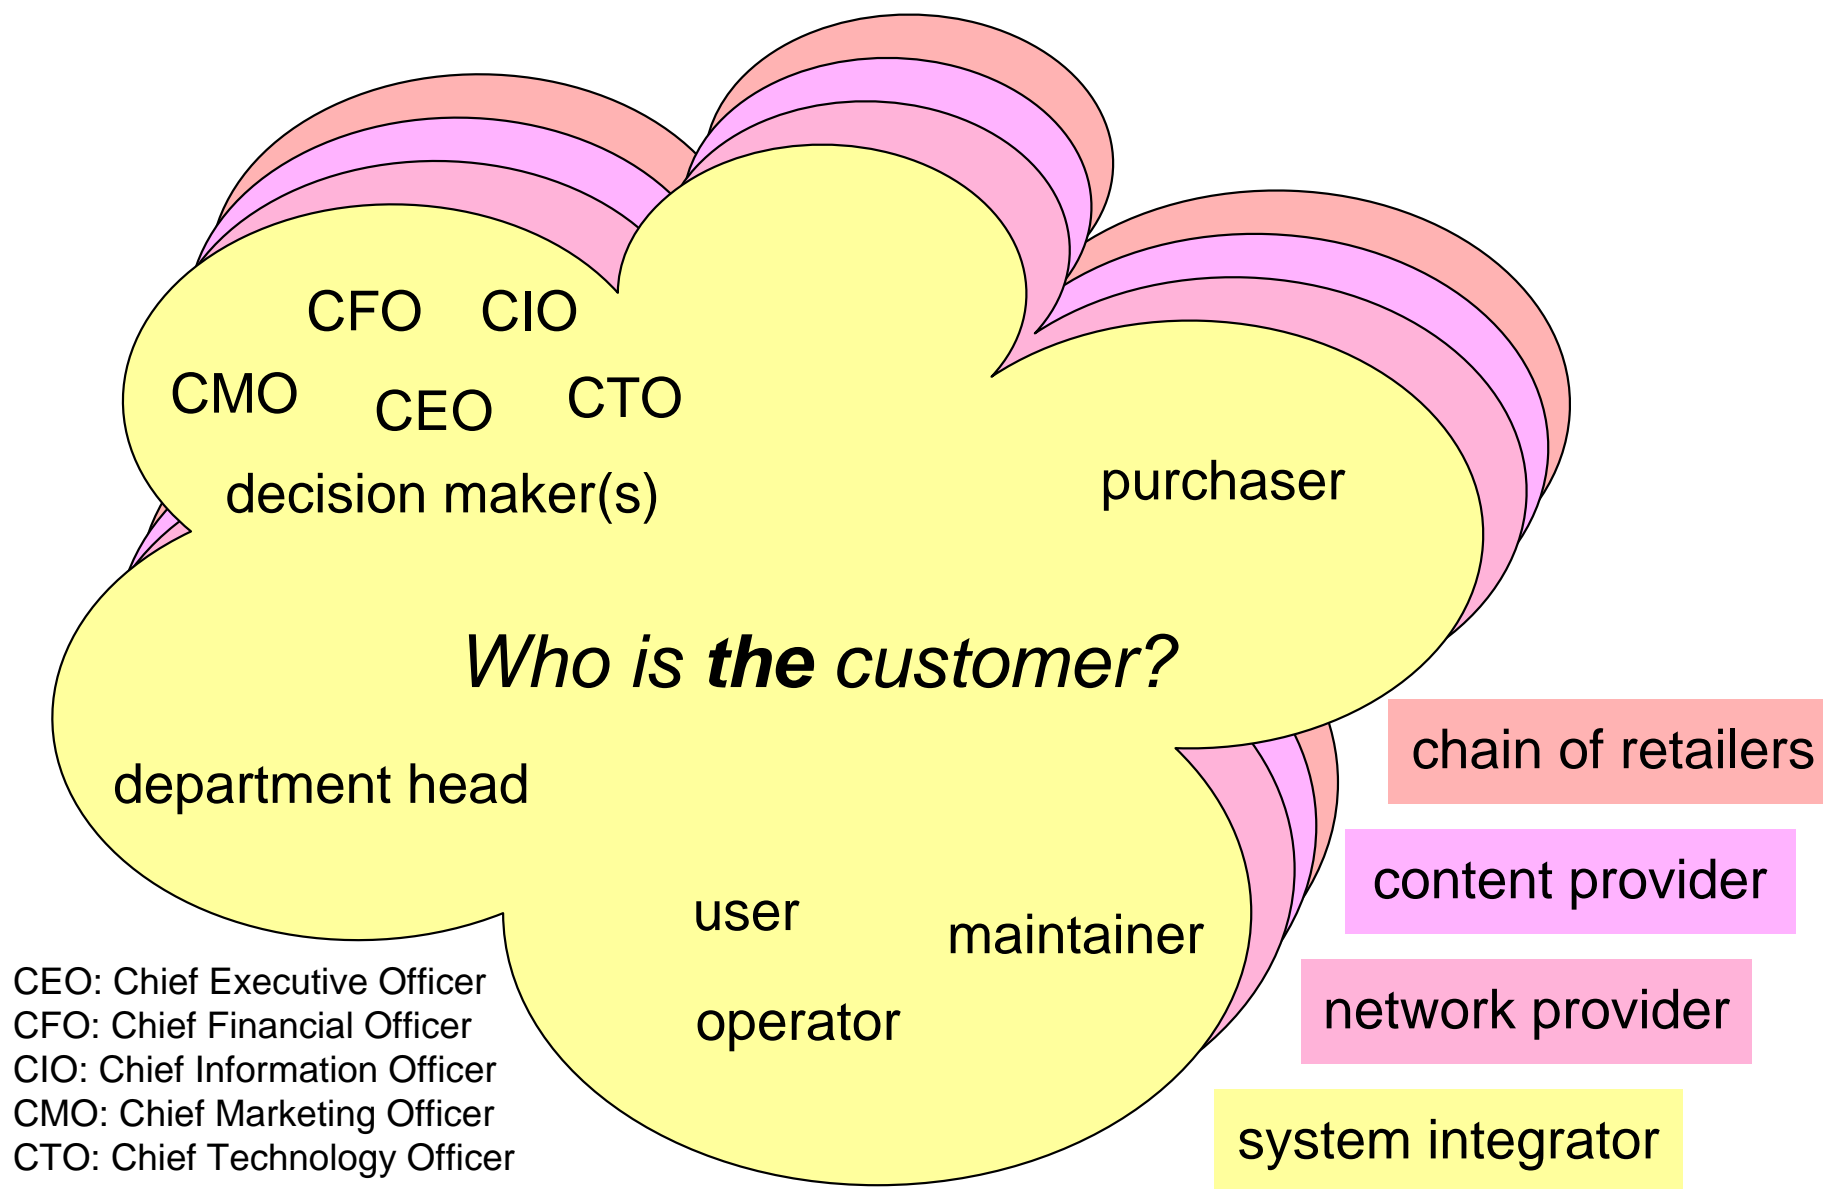 CFO CIO
CMO CEO CTO
decision maker(s)
purchaser
Who is the customer?
department head
user
maintainer
operator
chain of retailers
content provider
network provider
system integrator
CEO: Chief Executive Officer
CFO: Chief Financial Officer
CIO: Chief Information Officer
CMO: Chief Marketing Officer
CTO: Chief Technology Officer